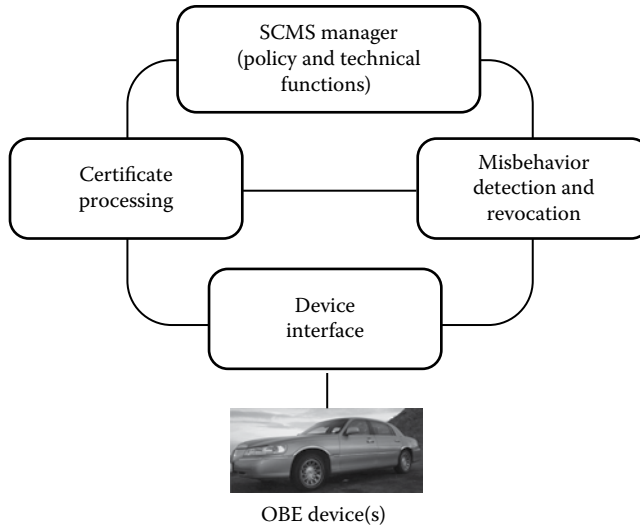 SCMS manager
(policy and technical
functions)
Certificate
processing
Misbehavior
detection and
revocation
Device
interface
OBE device(s)